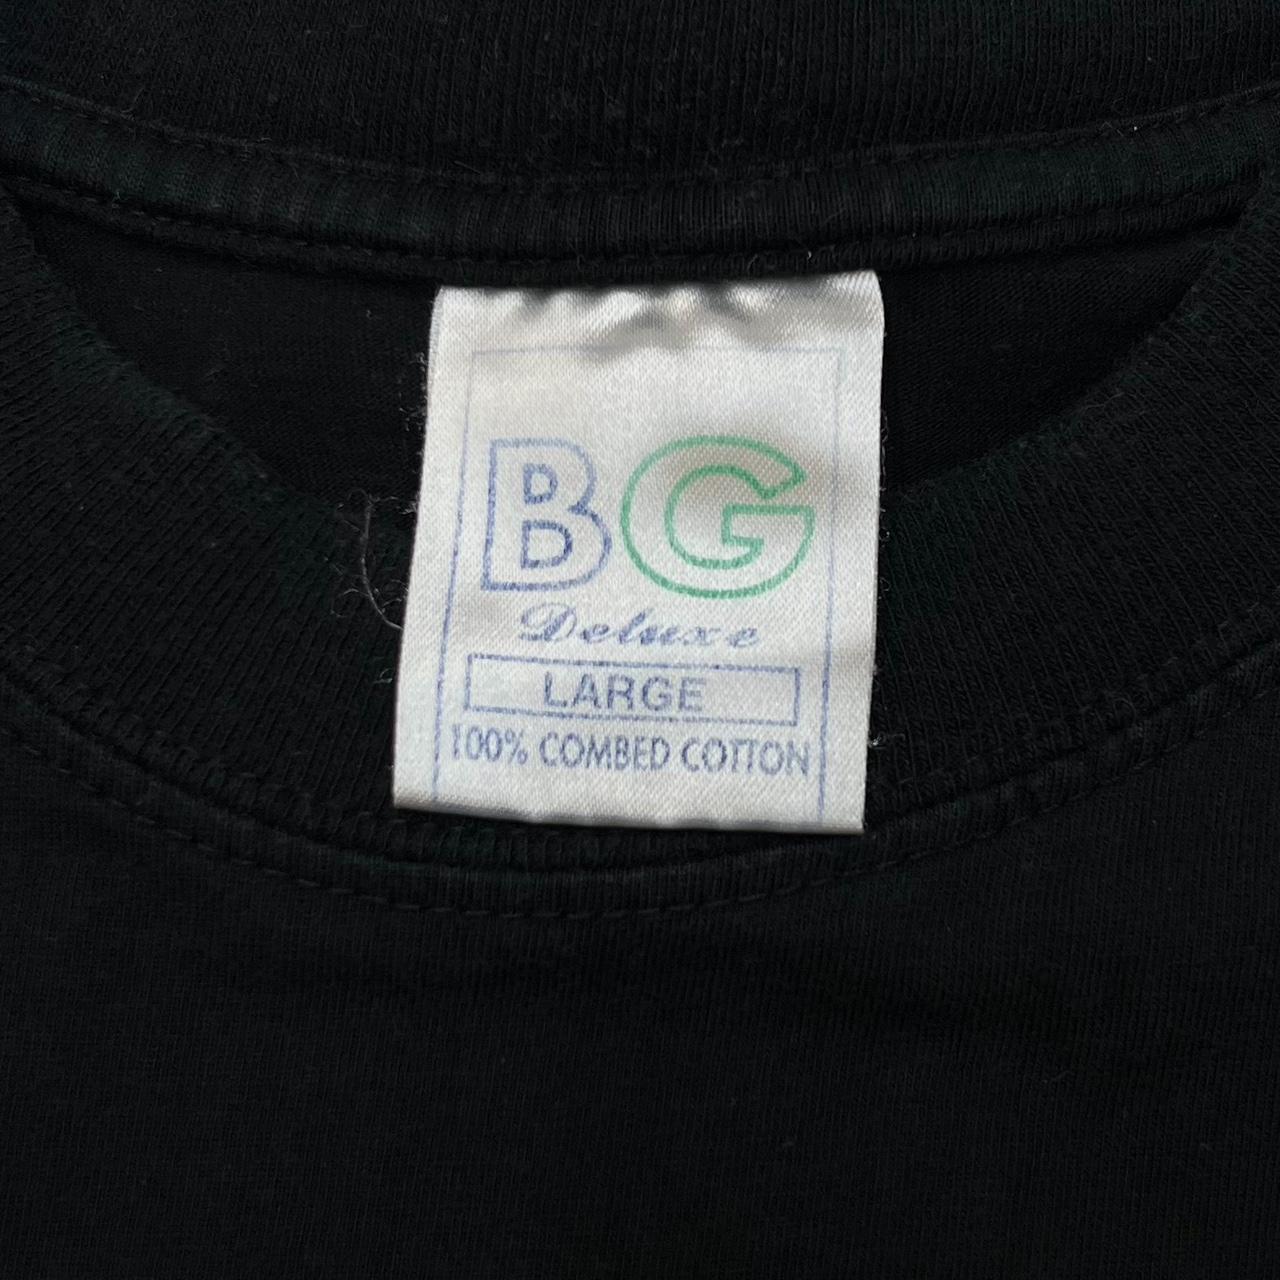 BG
Deluxe
LARGE
100% COMBED COTTON